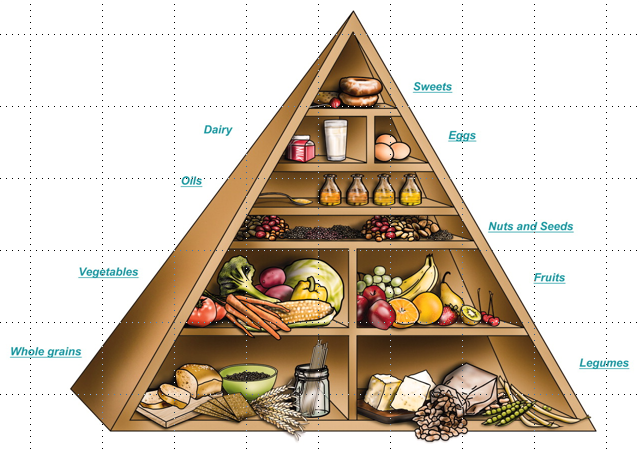 Sweets
Dairy
Eggs
Oils
Nuts and Seeds
Vegetables
Fruits
Whole grains
Legumes